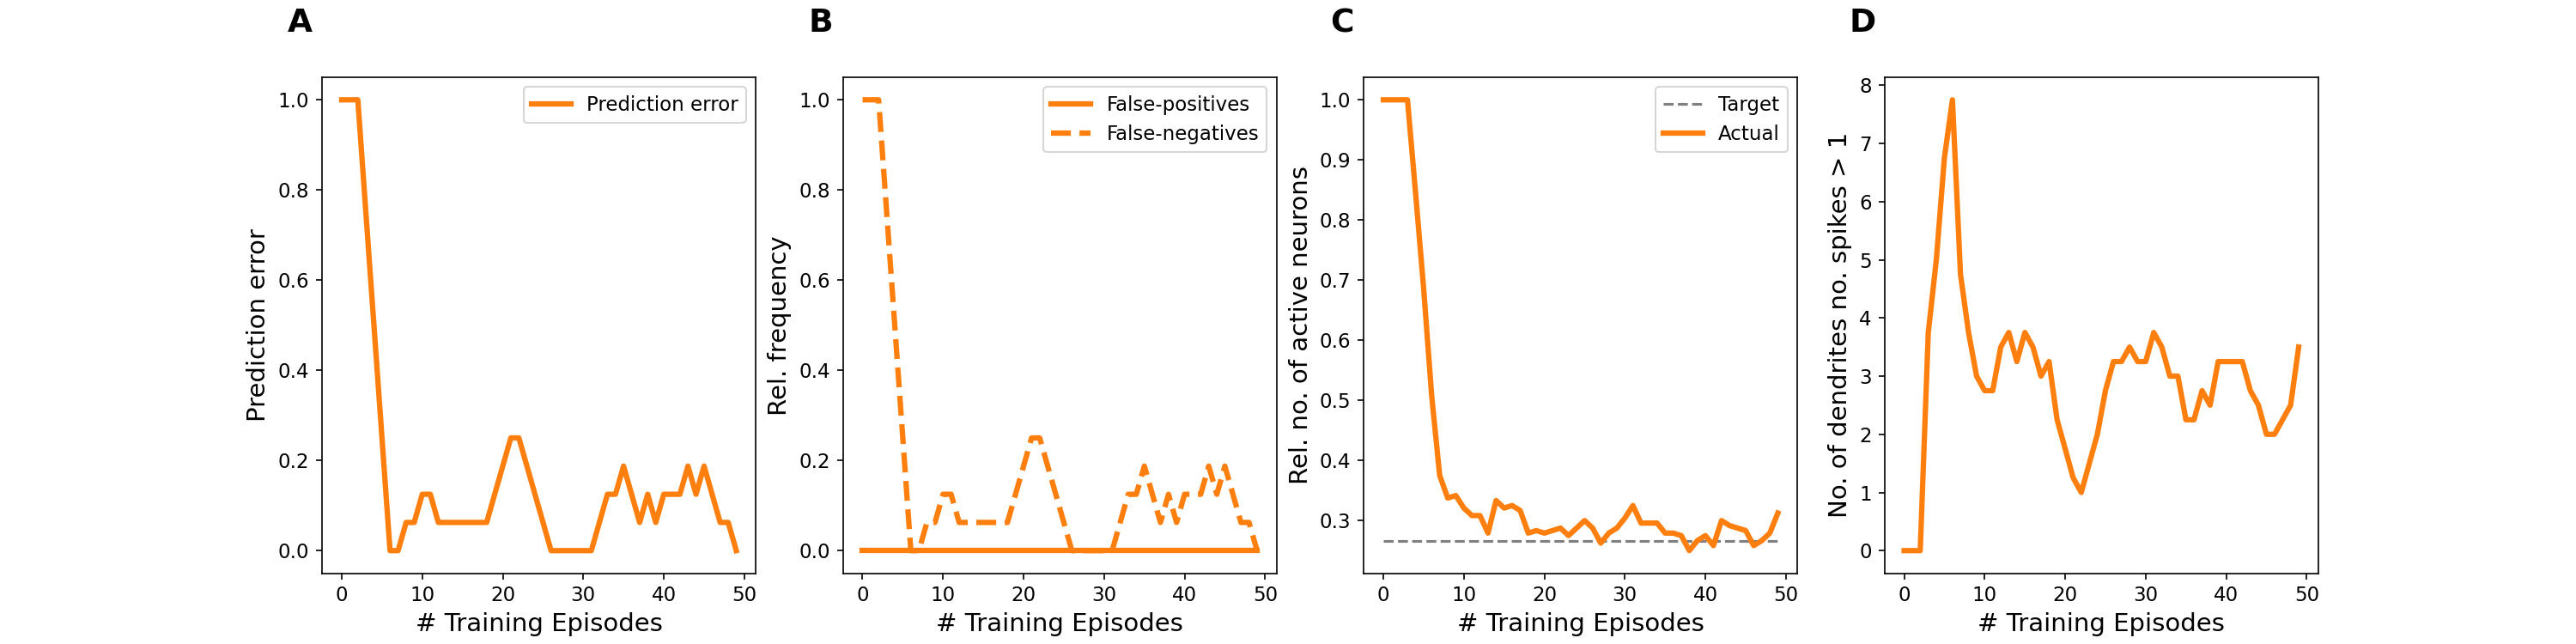 A
B
C
D
Prediction error
1.0
0.8
0.6
0.4
0.2
0.0
0 10 20 30 40 50
# Training Episodes
Prediction error
Rel. frequency
1.0
0.8
0.6
0.4
0.2
0.0
0 10 20 30 40 50
# Training Episodes
False-positives
False-negatives
Rel. no. of active neurons
1.0
0.9
0.8
0.7
0.6
0.5
0.4
0.3
0 10 20 30 40 50
# Training Episodes
Target
Actual
No. of dendrites no. spikes > 1
8
7
6
5
4
3
2
1
0
0 10 20 30 40 50
# Training Episodes